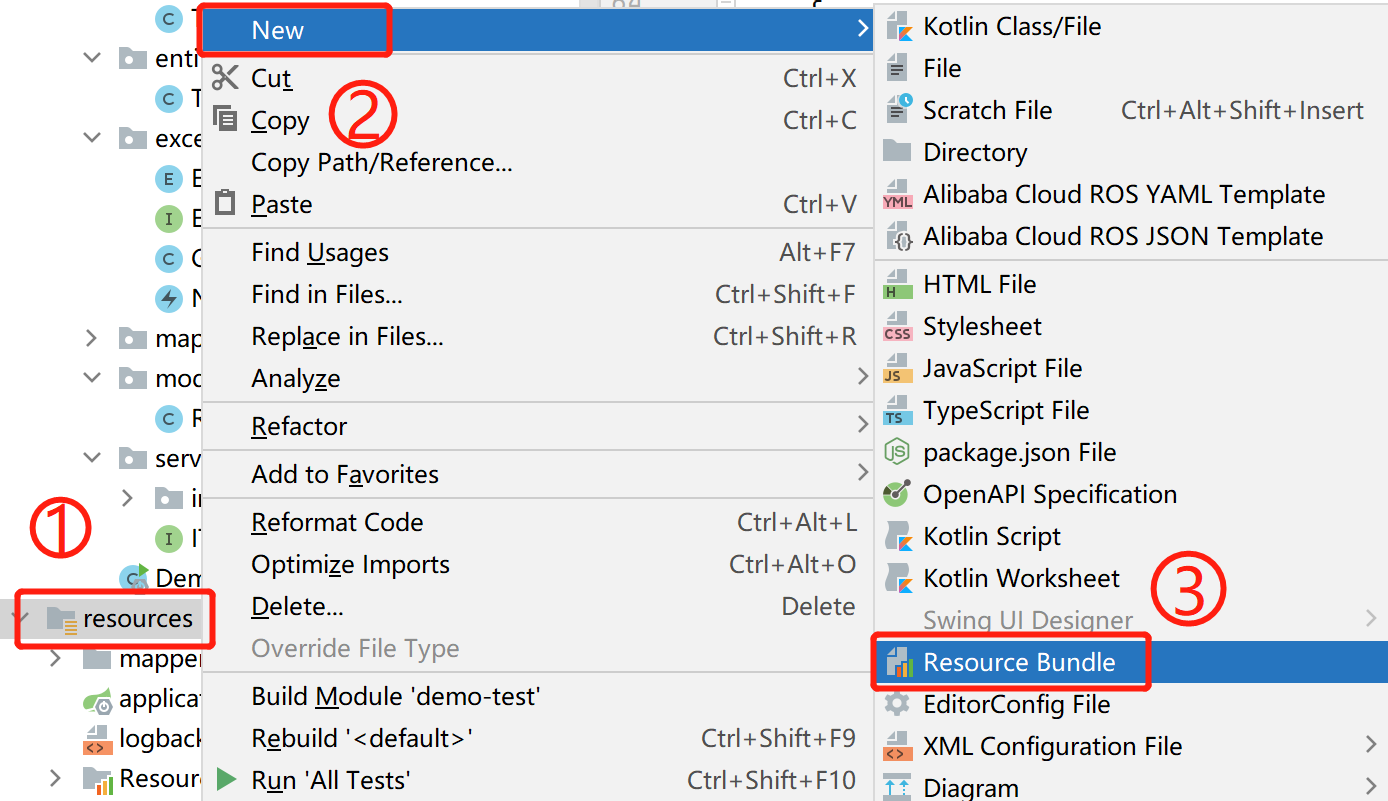 New
Cut Ctrl+X
Copy Ctrl+C
Copy Path/Reference...
Paste Ctrl+V
Find Usages Alt+F7
Find in Files... Ctrl+Shift+F
Replace in Files... Ctrl+Shift+R
Analyze
Refactor
Add to Favorites
Reformat Code Ctrl+Alt+L
Optimize Imports Ctrl+Alt+O
Delete... Delete
Override File Type
Build Module 'demo-test'
Rebuild '<default>' Ctrl+Shift+F9
Run 'All Tests' Ctrl+Shift+F10
Kotlin Class/File
File
Scratch File Ctrl+Alt+Shift+Insert
Directory
YML Alibaba Cloud ROS YAML Template
Alibaba Cloud ROS JSON Template
H HTML File
CSS Stylesheet
JS JavaScript File
TS TypeScript File
JS package.json File
OpenAPI Specification
Kotlin Script
Kotlin Worksheet
Swing UI Designer
Resource Bundle
EditorConfig File
XML Configuration File
Diagram
C
enti
C
exce
E
I
C
map
C
serv
I
C Dem
resources
mapper
applica
logback
Resour
①
②
③